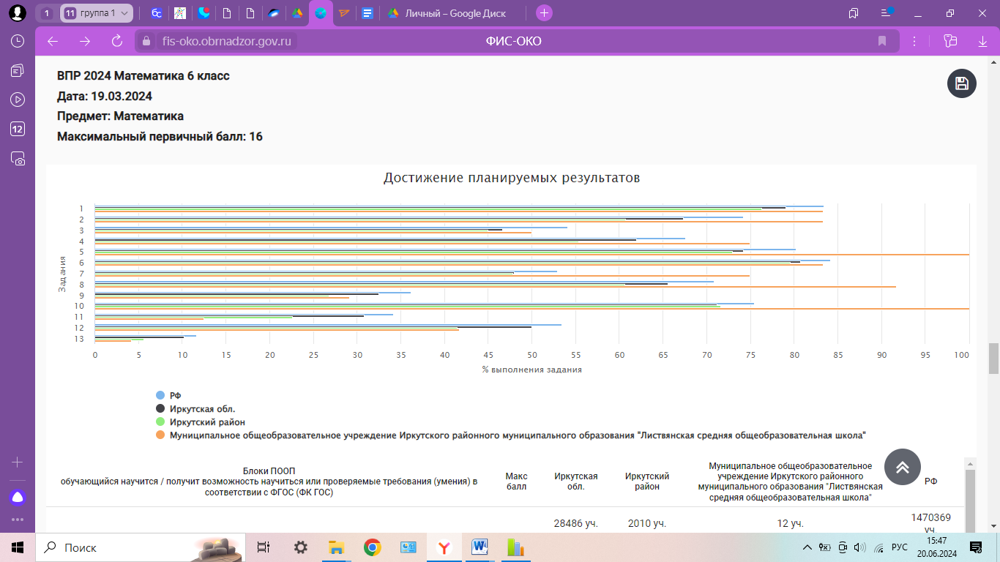 1
11 группа 1
Личный – Google Диск
fis-oko.obrnadzor.gov.ru
ФИС-ОКО
12
ВПР 2024 Математика 6 класс
Дата: 19.03.2024
Предмет: Математика
Максимальный первичный балл: 16
Достижение планируемых результатов
Задания
1
2
3
4
5
6
7
8
9
10
11
12
13
0 5 10 15 20 25 30 35 40 45 50 55 60 65 70 75 80 85 90 95 100
% выполнения задания
РФ
Иркутская обл.
Иркутский район
Муниципальное общеобразовательное учреждение Иркутского районного муниципального образования "Листвянская средняя общеобразовательная школа"
Блоки ПООП
обучающийся научится / получит возможность научиться или проверяемые требования (умения) в
соответствии с ФГОС (ФК ГОС)
Макс
балл
Иркутская
обл.
Иркутский
район
Муниципальное общеобразовательное
учреждение Иркутского районного
муниципального образования "Листвянская
средняя общеобразовательная школа"
РФ
28486 уч.
2010 уч.
12 уч.
1470369
уч
Поиск
РУС
15:47
20.06.2024